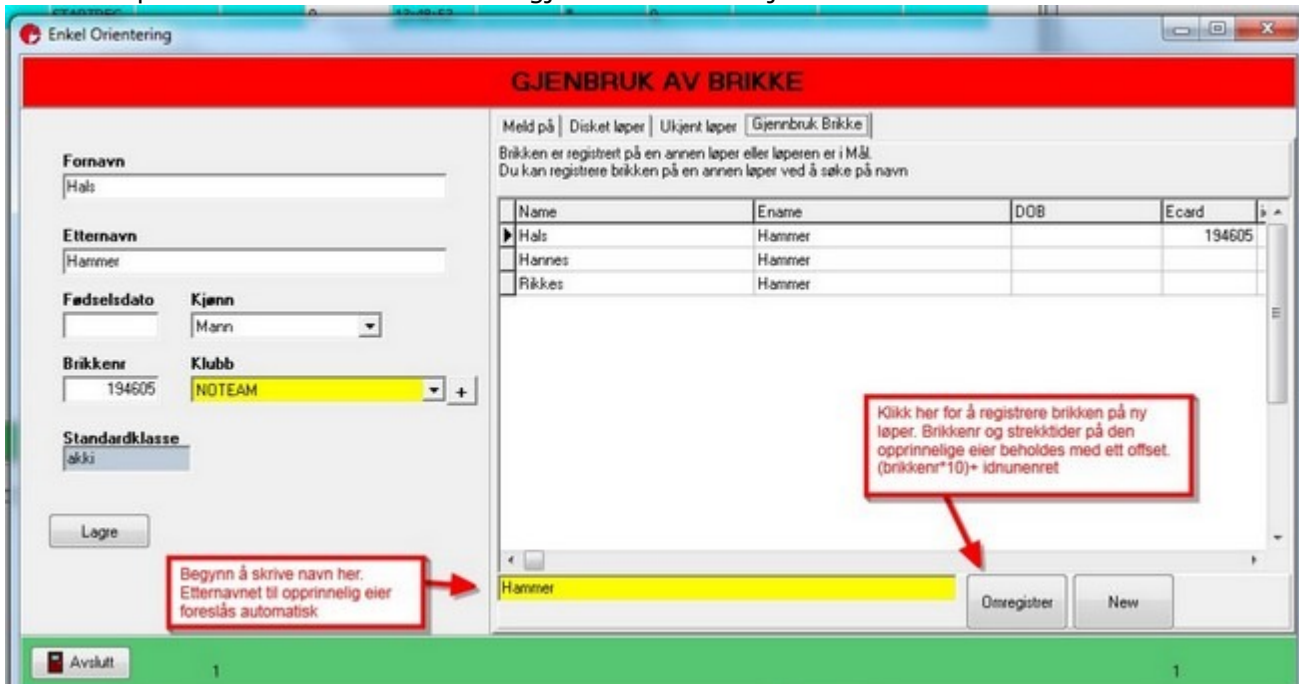 STARTREG 0 12:48:53
Enkel Orientering
GJENBRUK AV BRIKKE
Meld på Disket løper Ukjent løper Gjennbruk Brikke
Brikken er registrert på en annen løper eller løperen er i Mål.
Du kan registrere brikken på en annen løper ved å søke på navn
Fornavn
Hals
Etternavn
Hammer
Fødselsdato Kjønn
Mann
Brikkenr Klubb
194605 NOTEAM +
Standardklasse
akki
Lagre
Name Ename DOB Ecard
Hals Hammer 194605
Hannes Hammer
Rikkes Hammer
Klikk her for å registrere brikken på ny
løper. Brikkenr og strekktider på den
opprinnelige eier beholdes med ett offset.
(brikkenr*10)+ idnunenret
Begynn å skrive navn her.
Etternavnet til opprinnelig eier
foreslås automatisk
Hammer
Omregistrer New
Avslutt 1 1